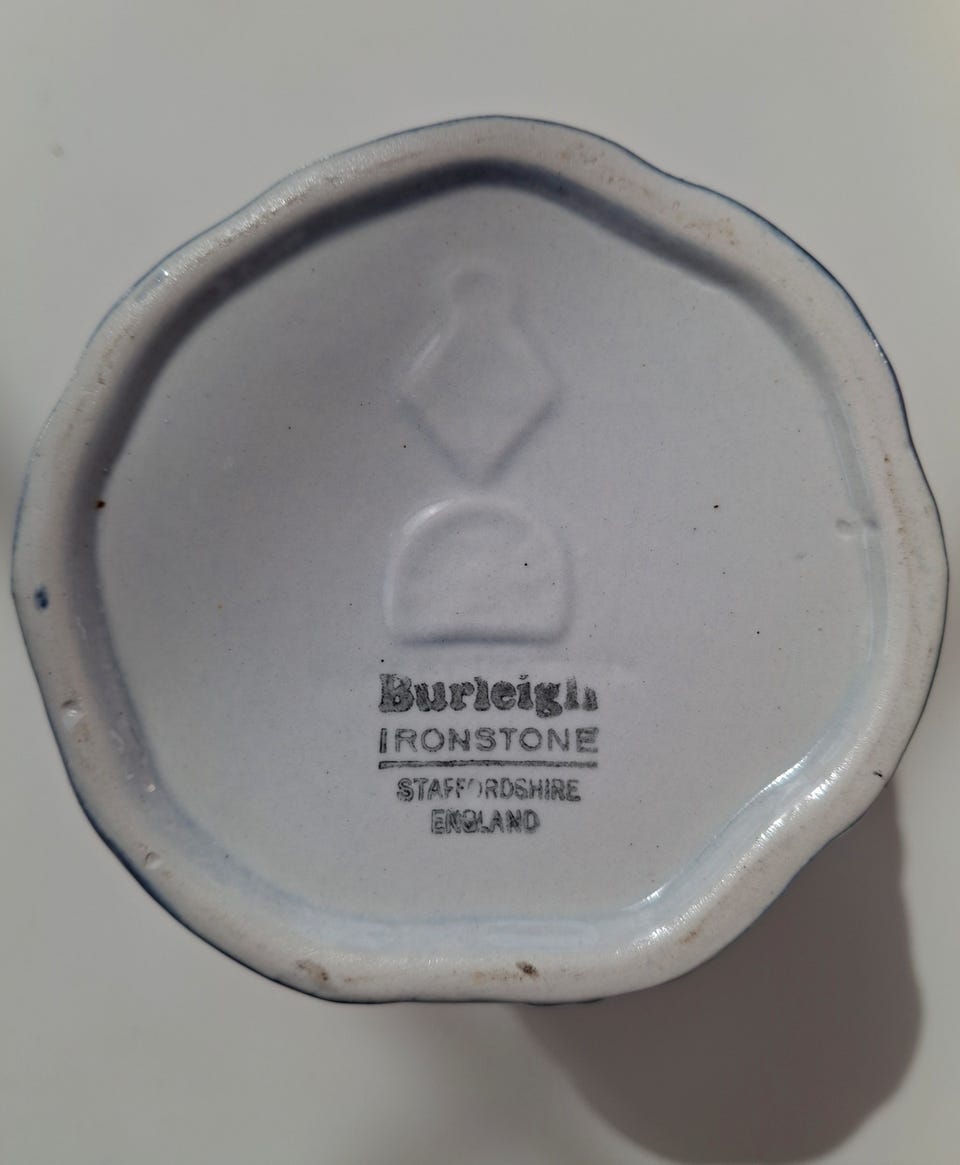 Burleigh
IRONSTONE
STAFFORDSHIRE
ENGLAND